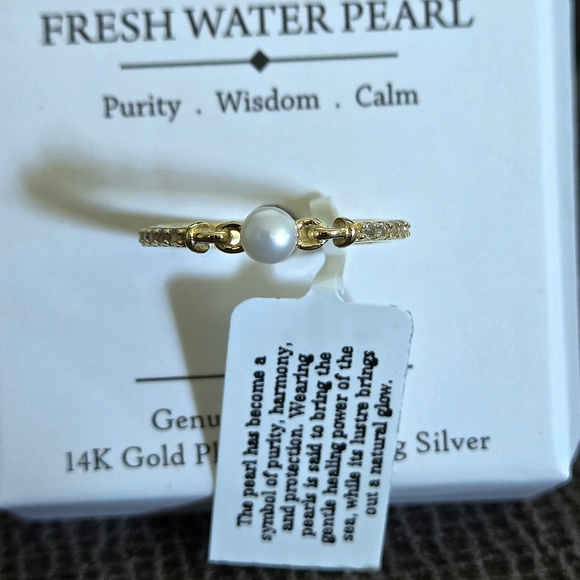 FRESH WATER PEARL
Purity . Wisdom . Calm
The pearl has become a
symbol of purity, harmony,
and protection. Wearing
pearls is said to bring the
gentle healing power of the
sea, while its lustre brings
out a natural glow.
14K Gold
Silver